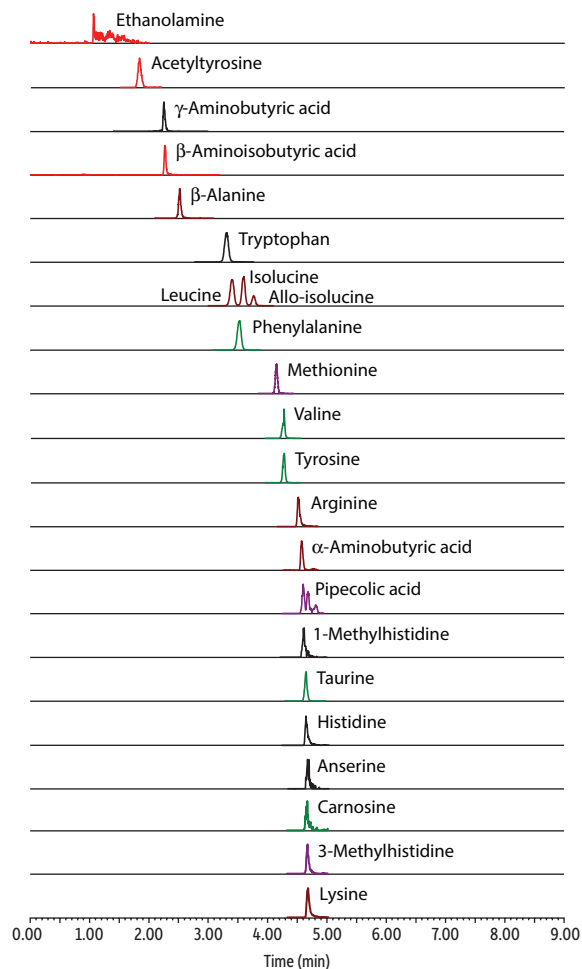 Ethanolamine
Acetyltyrosine
γ-Aminobutyric acid
β-Aminoisobutyric acid
β-Alanine
Tryptophan
Isolucine
Leucine
Allo-isolucine
Phenylalanine
Methionine
Valine
Tyrosine
Arginine
α-Aminobutyric acid
Pipecolic acid
1-Methylhistidine
Taurine
Histidine
Anserine
Carnosine
3-Methylhistidine
Lysine
0.00 1.00 2.00 3.00 4.00 5.00 6.00 7.00 8.00 9.00
Time (min)